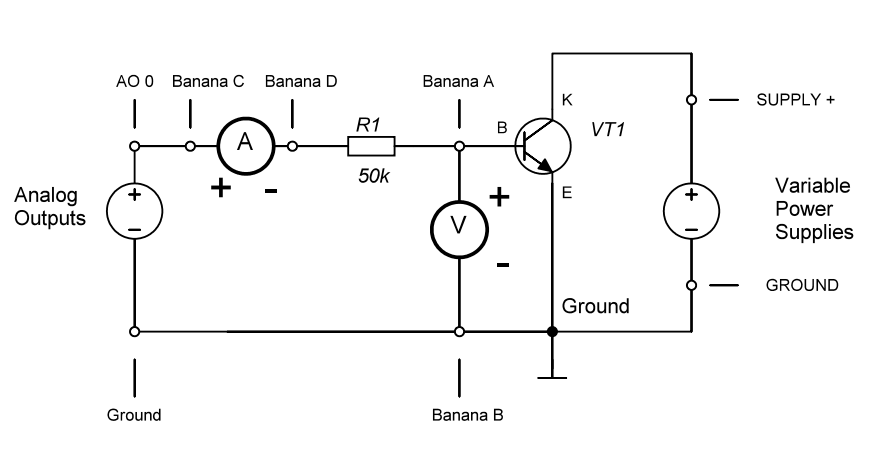 AO 0
Banana C
Banana D
Banana A
K
SUPPLY +
R1
B
VT1
A
+
-
50k
E
+
-
Analog
Outputs
V
+
-
+
-
Variable
Power
Supplies
Ground
GROUND
Ground
Banana B